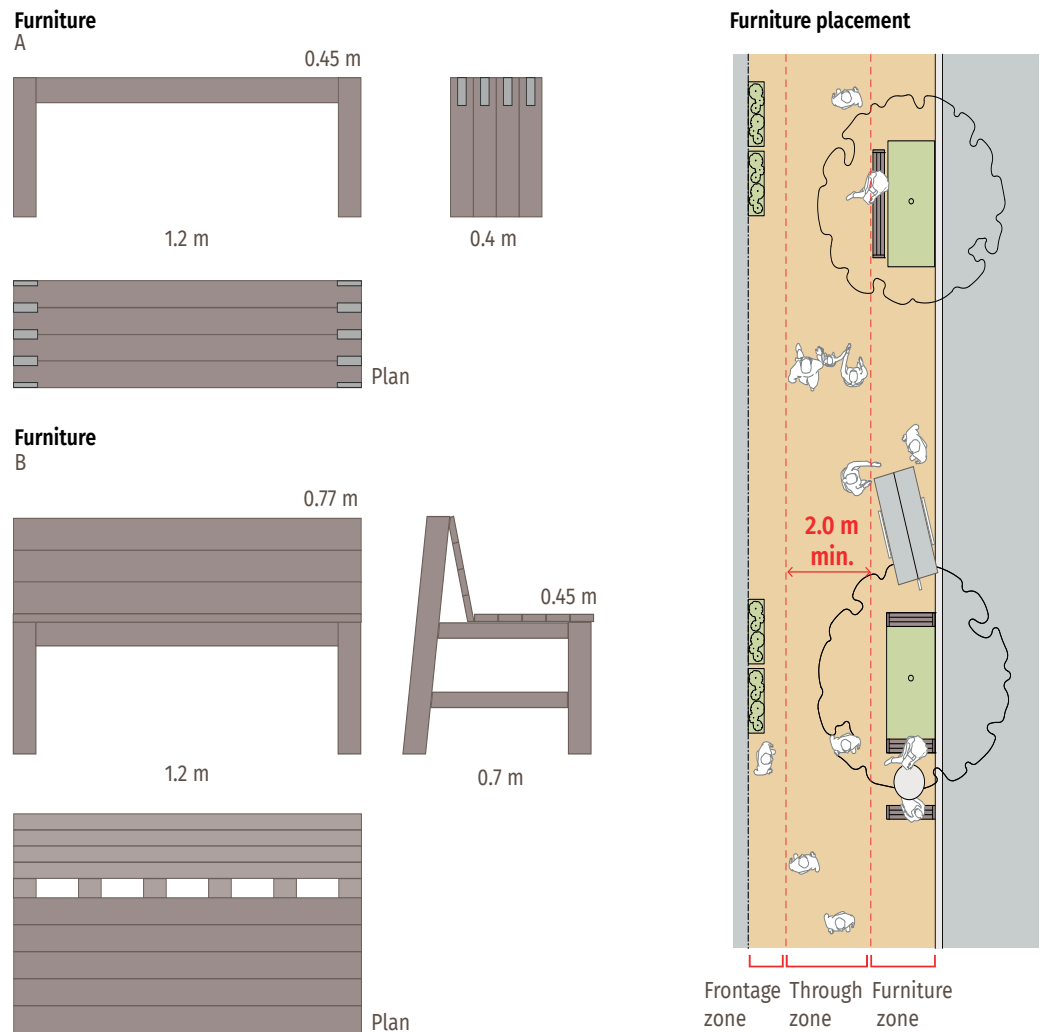 Furniture
A
0.45 m
1.2 m
0.4 m
Plan
Furniture
B
0.77 m
0.45 m
1.2 m
0.7 m
Plan
Furniture placement
2.0 m
min.
Frontage
zone
Through
zone
Furniture
zone